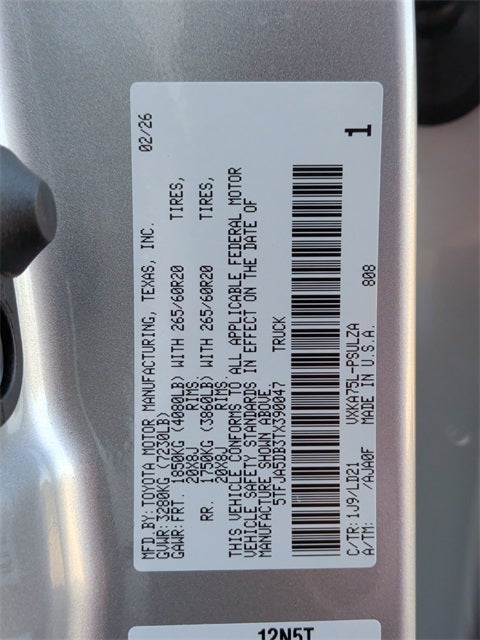 MFD.BY: TOYOTA MOTOR MANUFACTURING, TEXAS, INC. 02/26
GVWR: 3280KG (7230LB)
GAWR: FRT. 1850KG (4080LB) WITH 265/60R20 TIRES,
20X8J RIMS
RR. 1750KG (3860LB) WITH 265/60R20 TIRES,
20X8J RIMS
THIS VEHICLE CONFORMS TO ALL APPLICABLE FEDERAL MOTOR
VEHICLE SAFETY STANDARDS IN EFFECT ON THE DATE OF
MANUFACTURE SHOWN ABOVE
5TFJA5DB3TX390047 TRUCK
1
C/TR: 1J9/LD21 VXKA75L-PSULZA
A/TM: /AJA0F MADE IN U.S.A. 808
12N5T